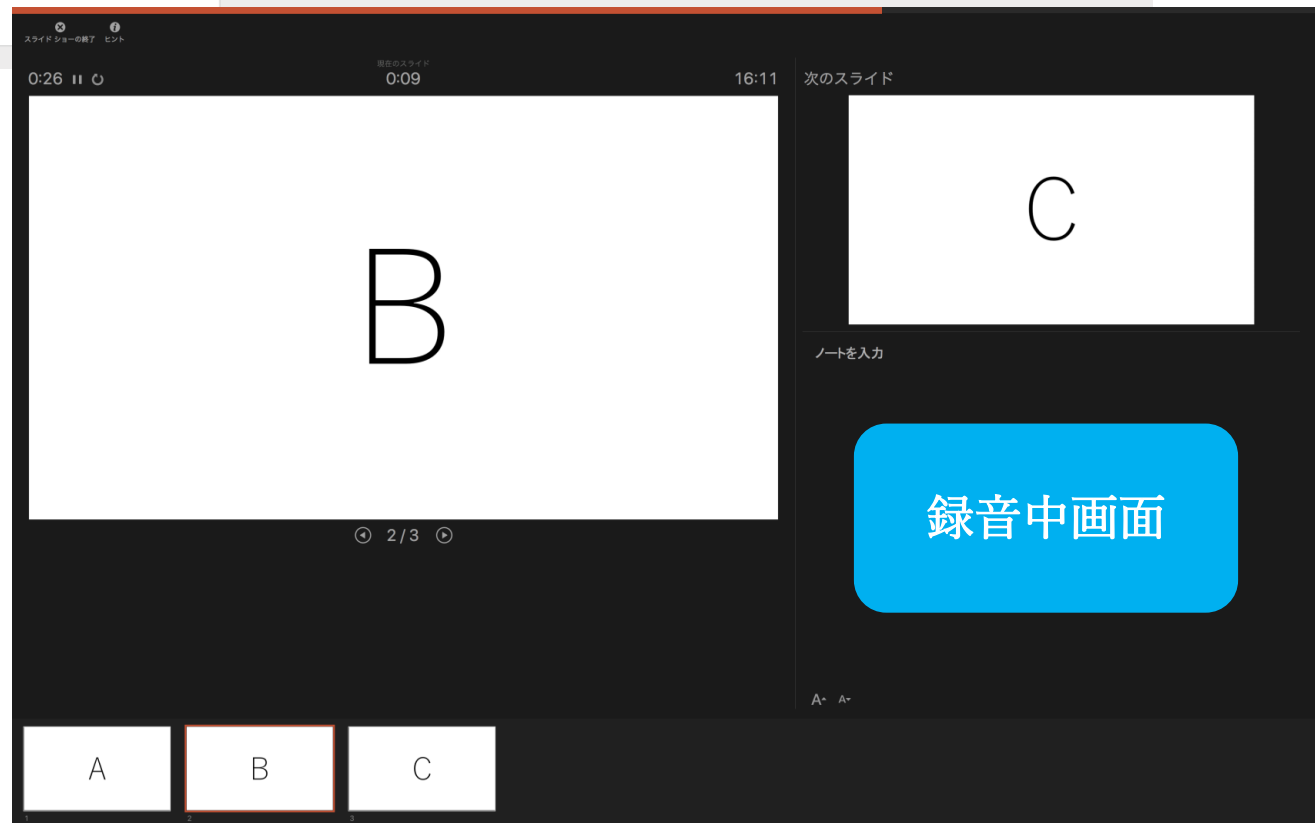 スライド ショーの終了 ヒント
0:26
現在のスライド
0:09
16:11
B
2/3
次のスライド
C
ノートを入力
録音中画面
A A
A
B
C
1
2
3